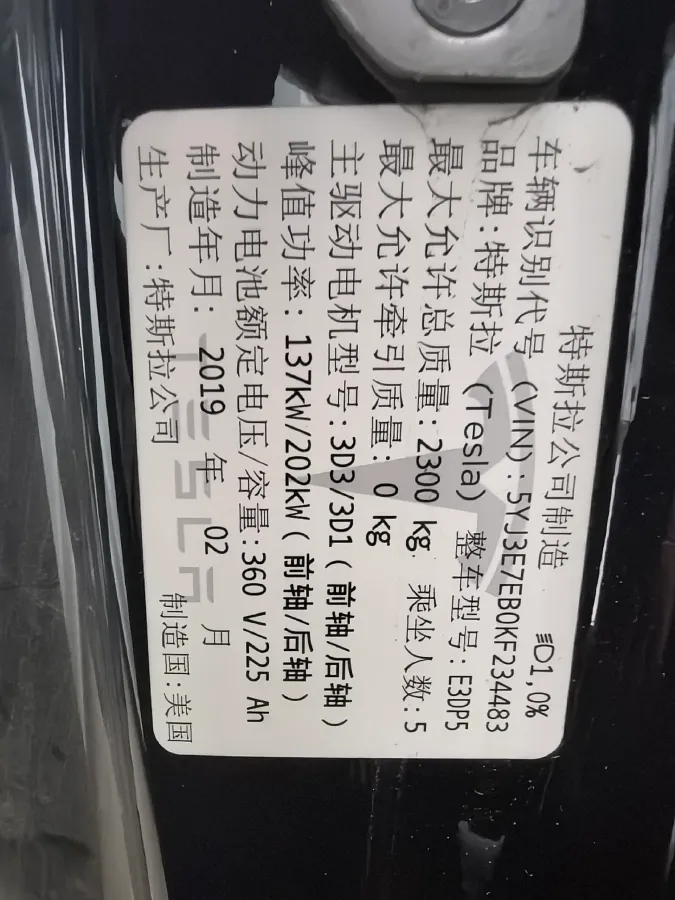 特斯拉公司制造
≡D1,0%
车辆识别代号 (VIN):5YJ3E7EB0KF234483
品牌:特斯拉 (Tesla) 整车型号:E3DP5
最大允许总质量:2300 kg 乘坐人数:5
最大允许牵引质量: 0 kg
主驱动电机型号:3D3/3D1(前轴/后轴)
峰值功率: 137kW/202kW(前轴/后轴)
动力电池额定电压/容量:360 V/225 Ah
制造年月: 2019 年 02 月
生产厂:特斯拉公司 制造国:美国
TESLA